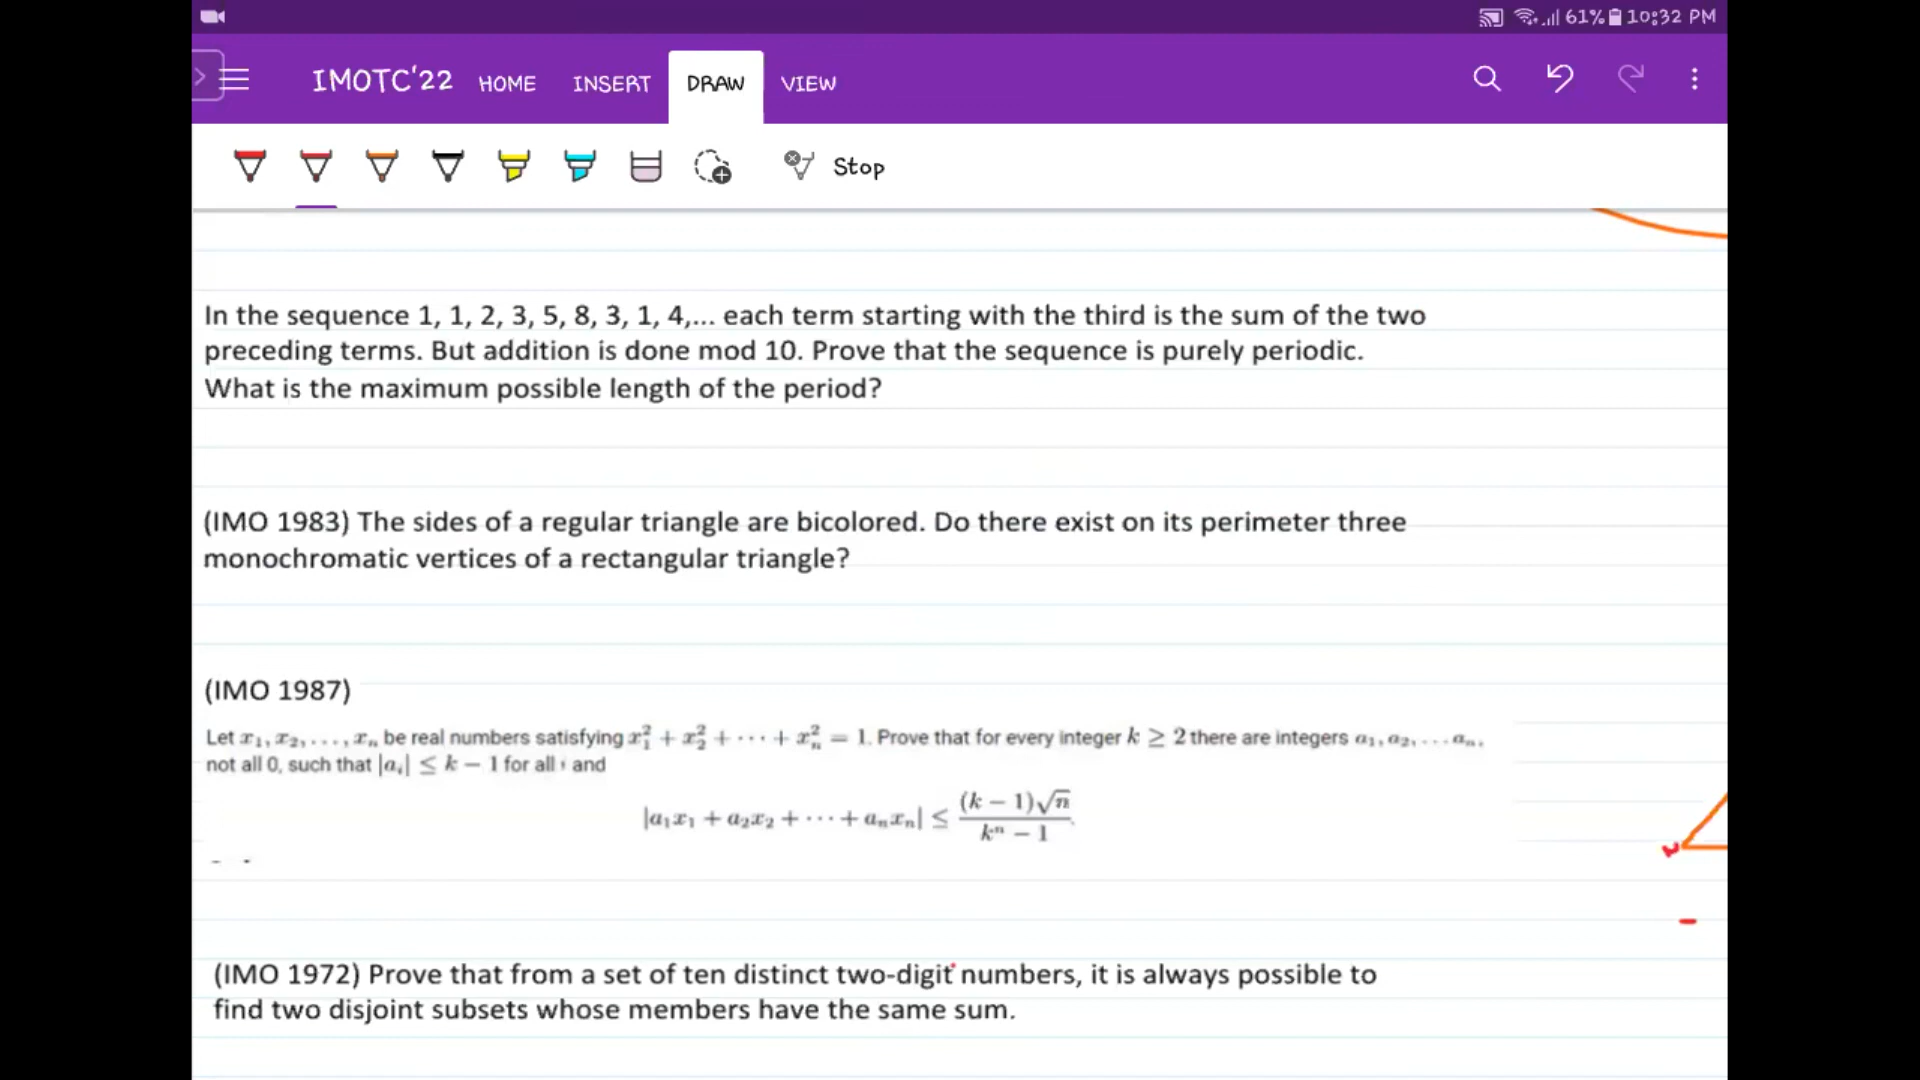 61% 10:32 PM
IMOTC'22 HOME INSERT DRAW VIEW
Stop
In the sequence 1, 1, 2, 3, 5, 8, 3, 1, 4,... each term starting with the third is the sum of the two
preceding terms. But addition is done mod 10. Prove that the sequence is purely periodic.
What is the maximum possible length of the period?
(IMO 1983) The sides of a regular triangle are bicolored. Do there exist on its perimeter three
monochromatic vertices of a rectangular triangle?
(IMO 1987)
Let x₁, x₂, . . . , xₙ be real numbers satisfying x₁² + x₂² + ⋯ + xₙ² = 1. Prove that for every integer k ≥ 2 there are integers a₁, a₂, . . . aₙ,
not all 0, such that |aᵢ| ≤ k − 1 for all i and
|a₁x₁ + a₂x₂ + ⋯ + aₙxₙ| ≤ (k − 1)√n / (kⁿ − 1).
(IMO 1972) Prove that from a set of ten distinct two-digit numbers, it is always possible to
find two disjoint subsets whose members have the same sum.